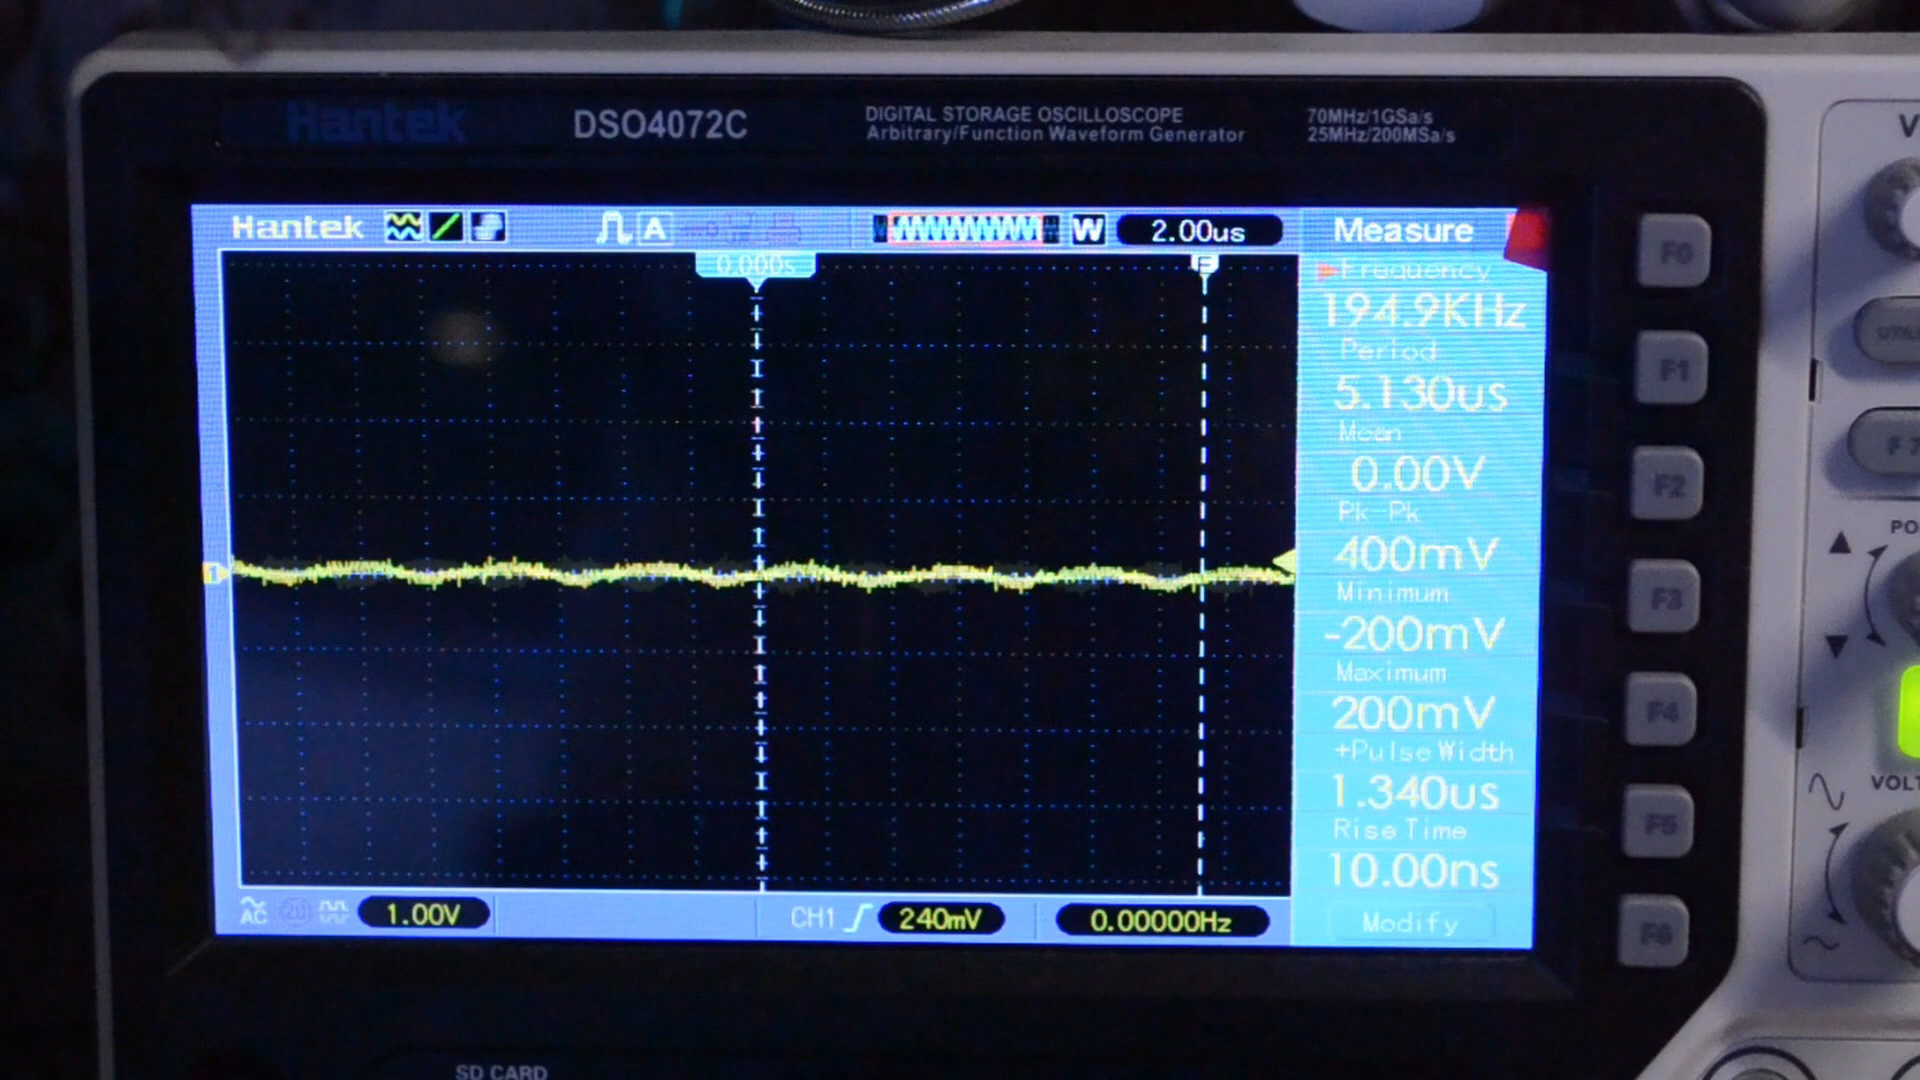 Hantek DSO4072C DIGITAL STORAGE OSCILLOSCOPE 70MHz/1GSa/s
Arbitrary/Function Waveform Generator 25MHz/200MSa/s
Hantek A W 2.00us Measure
0.000s
Frequency
194.9KHz
Period
5.130us
Mean
0.00V
Pk-Pk
400mV
Minimum
-200mV
Maximum
200mV
+Pulse Width
1.340us
Rise Time
10.00ns
Modify
1
AC 1.00V CH1 240mV 0.00000Hz
F0
F1
F2
F3
F4
F5
F6
F 7
VOLT
SD CARD